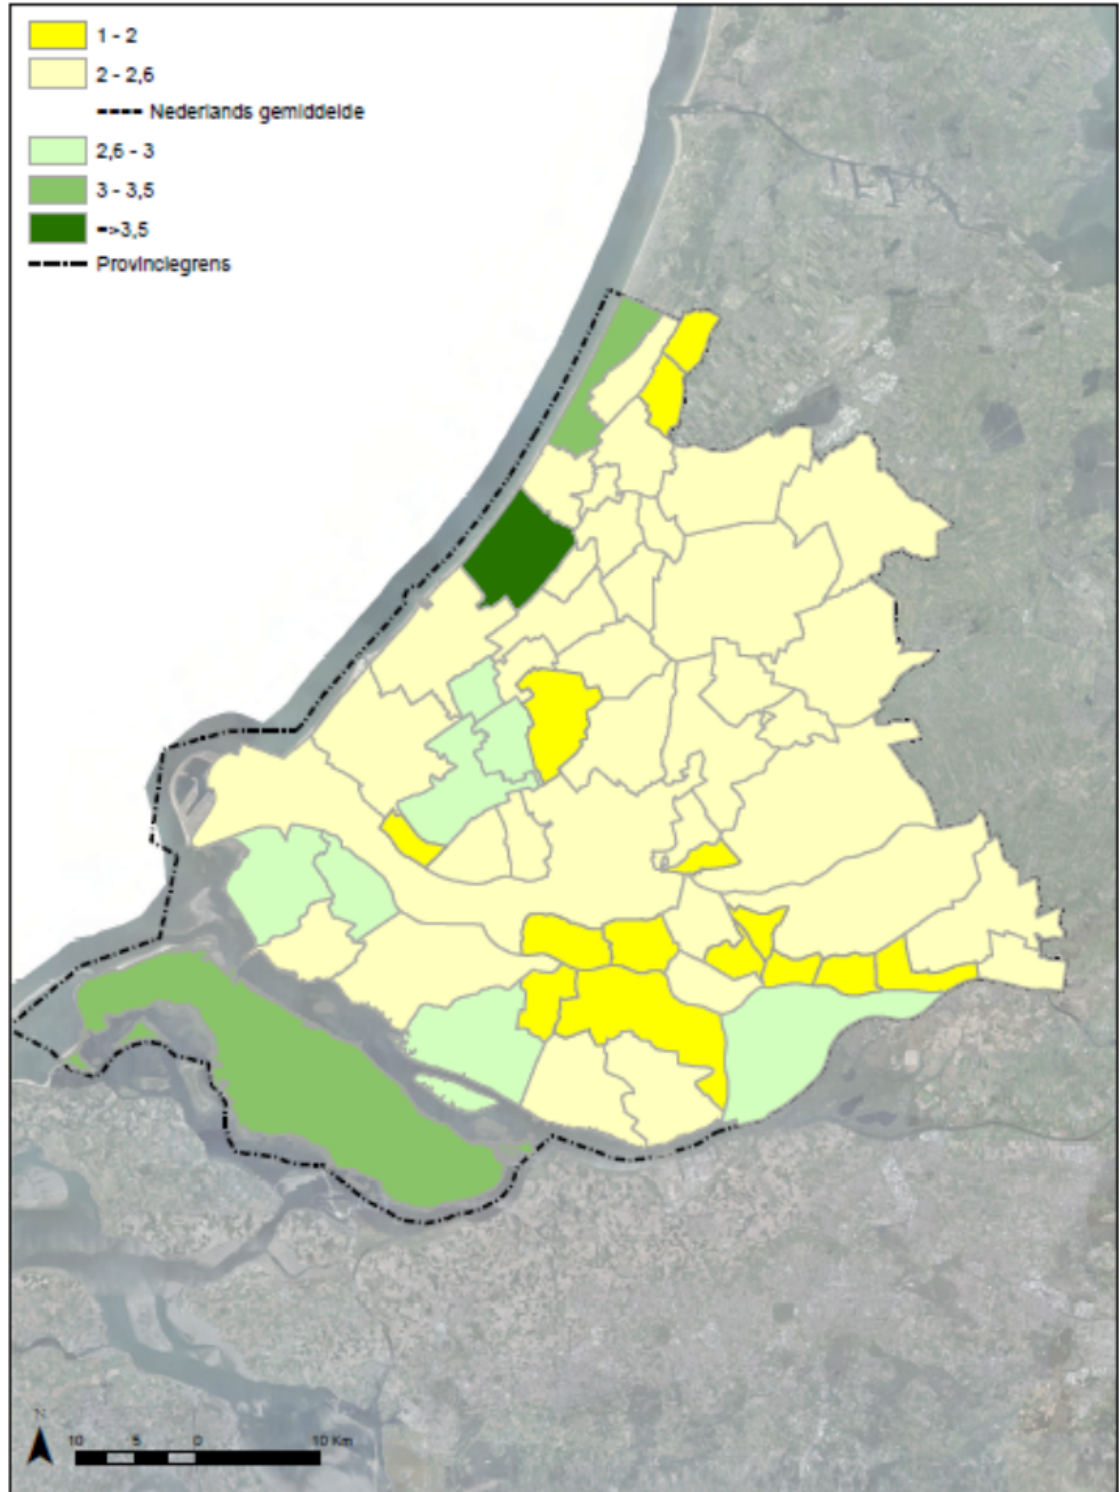 1 - 2
2 - 2,6
Nederlands gemiddelde
2,6 - 3
3 - 3,5
=>3,5
Provinciegrens
N
10 5 0 10 Km